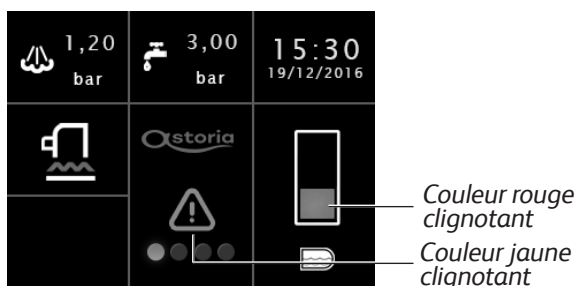 1,20
bar
3,00
bar
15:30
19/12/2016
astoria
Couleur rouge
clignotant
Couleur jaune
clignotant